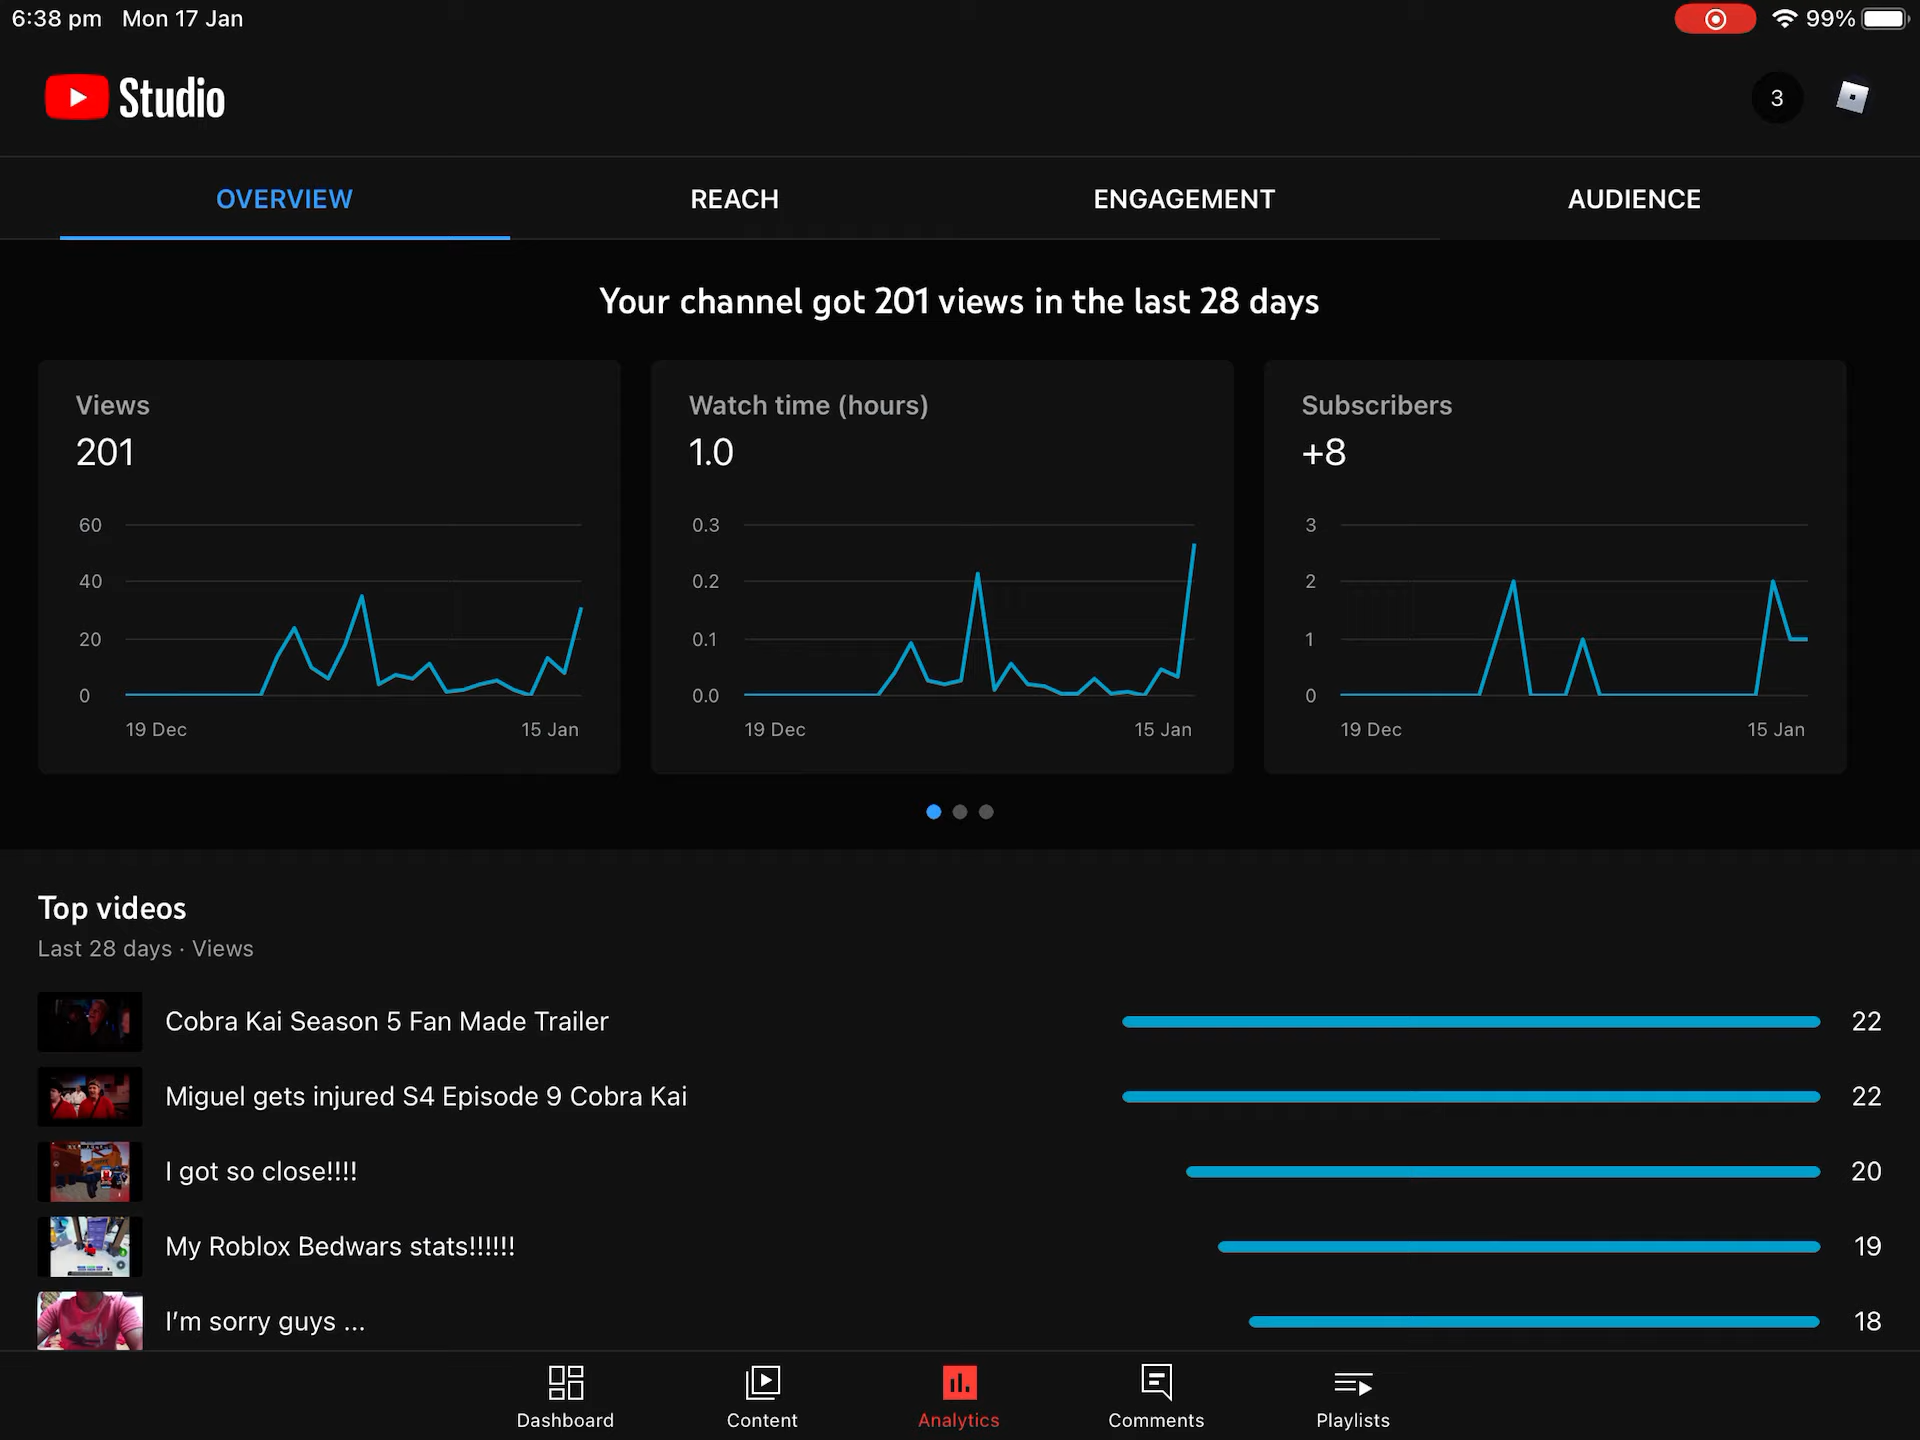 6:38 pm Mon 17 Jan 99%
Studio 3
OVERVIEW REACH ENGAGEMENT AUDIENCE
Your channel got 201 views in the last 28 days
Views
201
60
40
20
0
19 Dec 15 Jan
Watch time (hours)
1.0
0.3
0.2
0.1
0.0
19 Dec 15 Jan
Subscribers
+8
3
2
1
0
19 Dec 15 Jan
Top videos
Last 28 days · Views
Cobra Kai Season 5 Fan Made Trailer 22
Miguel gets injured S4 Episode 9 Cobra Kai 22
I got so close!!!! 20
My Roblox Bedwars stats!!!!!! 19
I’m sorry guys ... 18
Dashboard Content Analytics Comments Playlists